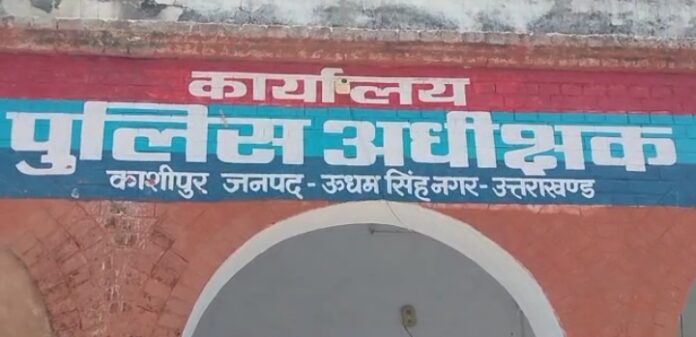 कार्यालय
पुलिस अधीक्षक
काशीपुर जनपद - ऊधम सिंह नगर - उत्तराखण्ड